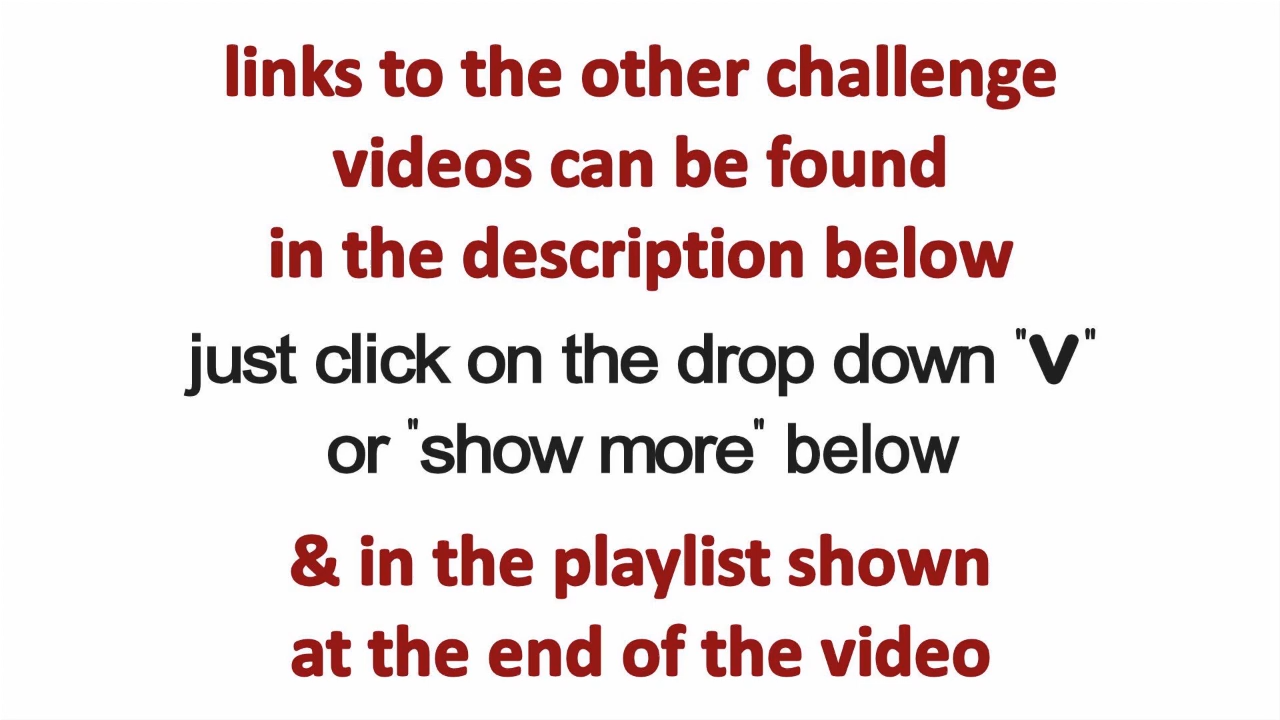 links to the other challenge
videos can be found
in the description below
just click on the drop down "V"
or "show more" below
& in the playlist shown
at the end of the video